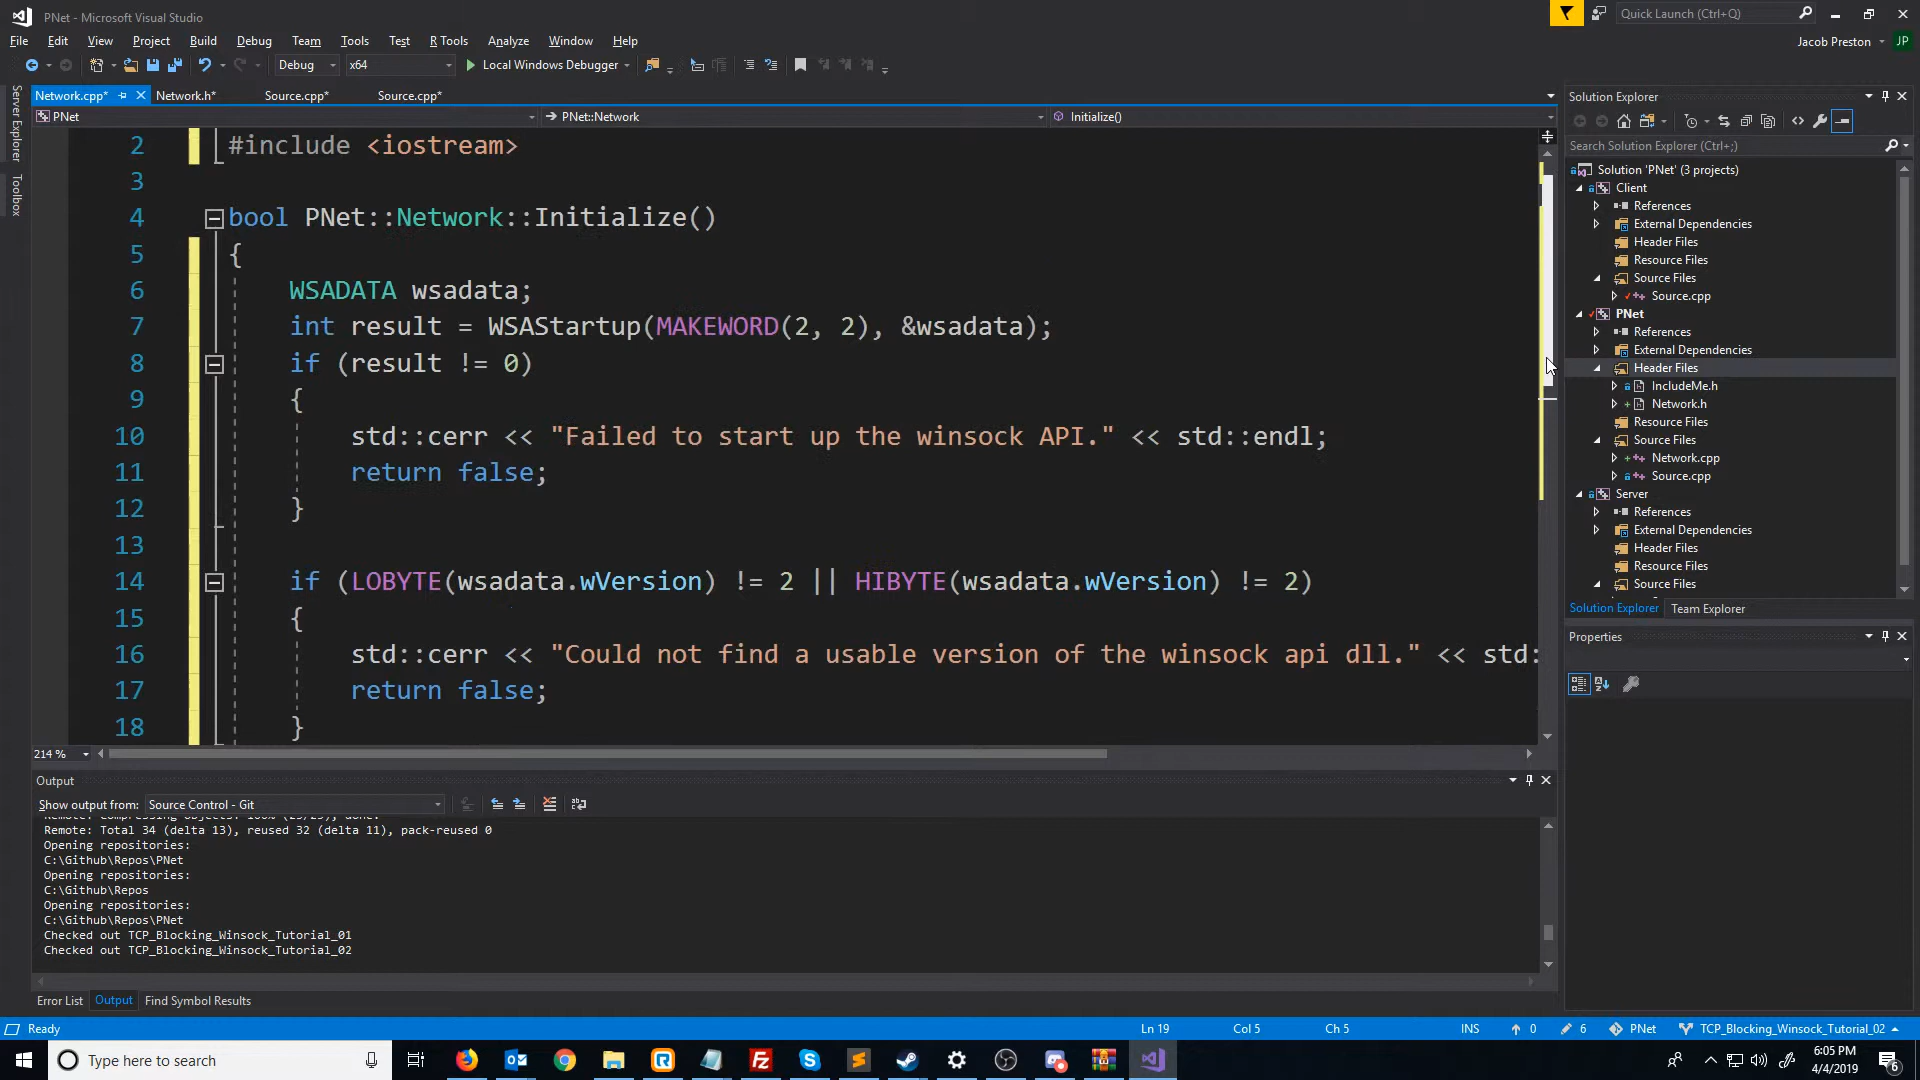 PNet - Microsoft Visual Studio
Quick Launch (Ctrl+Q)
File Edit View Project Build Debug Team Tools Test R Tools Analyze Window Help
Jacob Preston JP
Debug x64 Local Windows Debugger
Server Explorer
Toolbox
Network.cpp* Network.h* Source.cpp* Source.cpp*
PNet PNet::Network Initialize()
2 #include <iostream>
3
4 bool PNet::Network::Initialize()
5 {
6 WSADATA wsadata;
7 int result = WSAStartup(MAKEWORD(2, 2), &wsadata);
8 if (result != 0)
9 {
10 std::cerr << "Failed to start up the winsock API." << std::endl;
11 return false;
12 }
13
14 if (LOBYTE(wsadata.wVersion) != 2 || HIBYTE(wsadata.wVersion) != 2)
15 {
16 std::cerr << "Could not find a usable version of the winsock api dll." << std:
17 return false;
18 }
214 %
Solution Explorer
Search Solution Explorer (Ctrl+;)
Solution 'PNet' (3 projects)
Client
References
External Dependencies
Header Files
Resource Files
Source Files
Source.cpp
PNet
References
External Dependencies
Header Files
IncludeMe.h
Network.h
Resource Files
Source Files
Network.cpp
Source.cpp
Server
References
External Dependencies
Header Files
Resource Files
Source Files
Solution Explorer Team Explorer
Properties
Output
Show output from: Source Control - Git
Remote: Total 34 (delta 13), reused 32 (delta 11), pack-reused 0
Opening repositories:
C:\Github\Repos\PNet
Opening repositories:
C:\Github\Repos
Opening repositories:
C:\Github\Repos\PNet
Checked out TCP_Blocking_Winsock_Tutorial_01
Checked out TCP_Blocking_Winsock_Tutorial_02
Error List Output Find Symbol Results
Ready Ln 19 Col 5 Ch 5 INS 0 6 PNet TCP_Blocking_Winsock_Tutorial_02
Type here to search
6:05 PM
4/4/2019
6